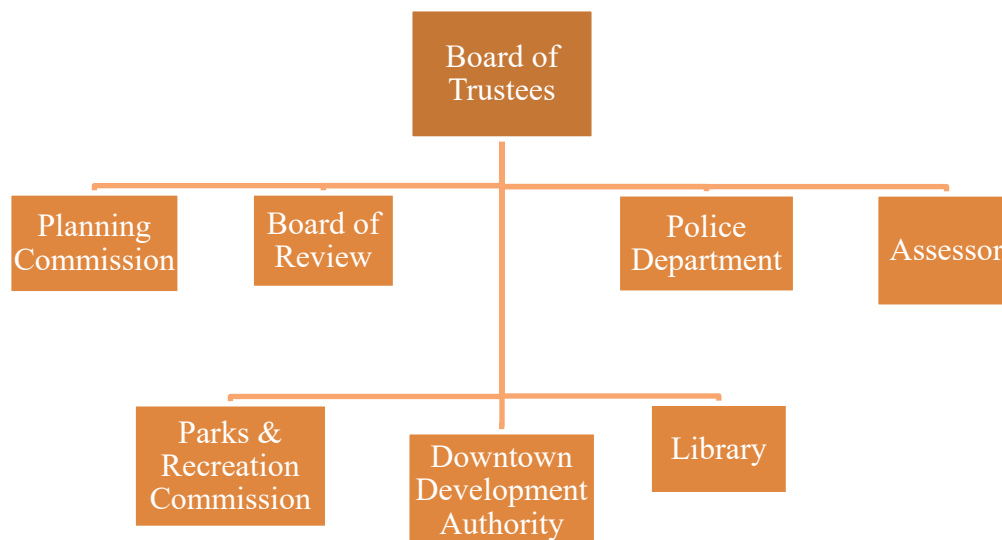 Board of
Trustees
Planning
Commission
Board of
Review
Police
Department
Assessor
Parks &
Recreation
Commission
Downtown
Development
Authority
Library